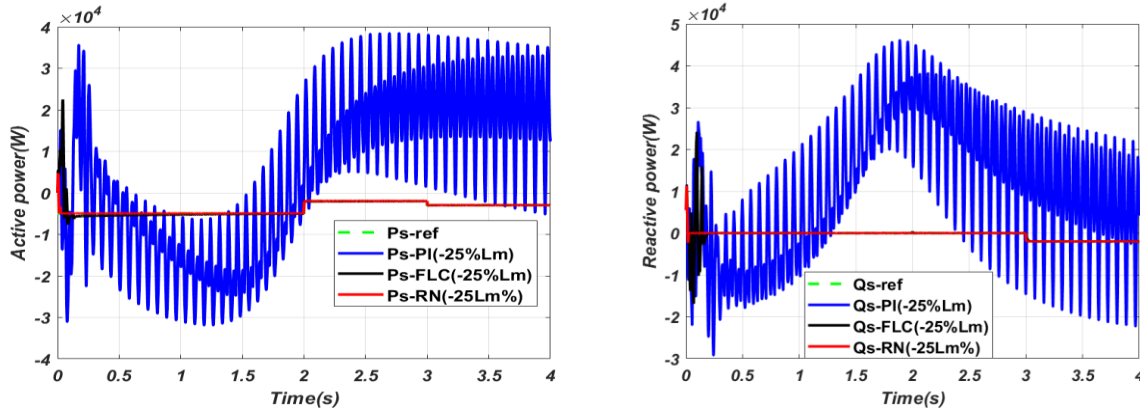 ×10⁴
4
3
2
1
0
-1
-2
-3
-4
Active power(W)
Ps-ref
Ps-PI(-25%Lm)
Ps-FLC(-25%Lm)
Ps-RN(-25Lm%)
0 0.5 1 1.5 2 2.5 3 3.5 4
Time(s)
×10⁴
5
4
3
2
1
0
-1
-2
-3
Reactive power(W)
Qs-ref
Qs-PI(-25%Lm)
Qs-FLC(-25%Lm)
Qs-RN(-25Lm%)
0 0.5 1 1.5 2 2.5 3 3.5 4
Time(s)